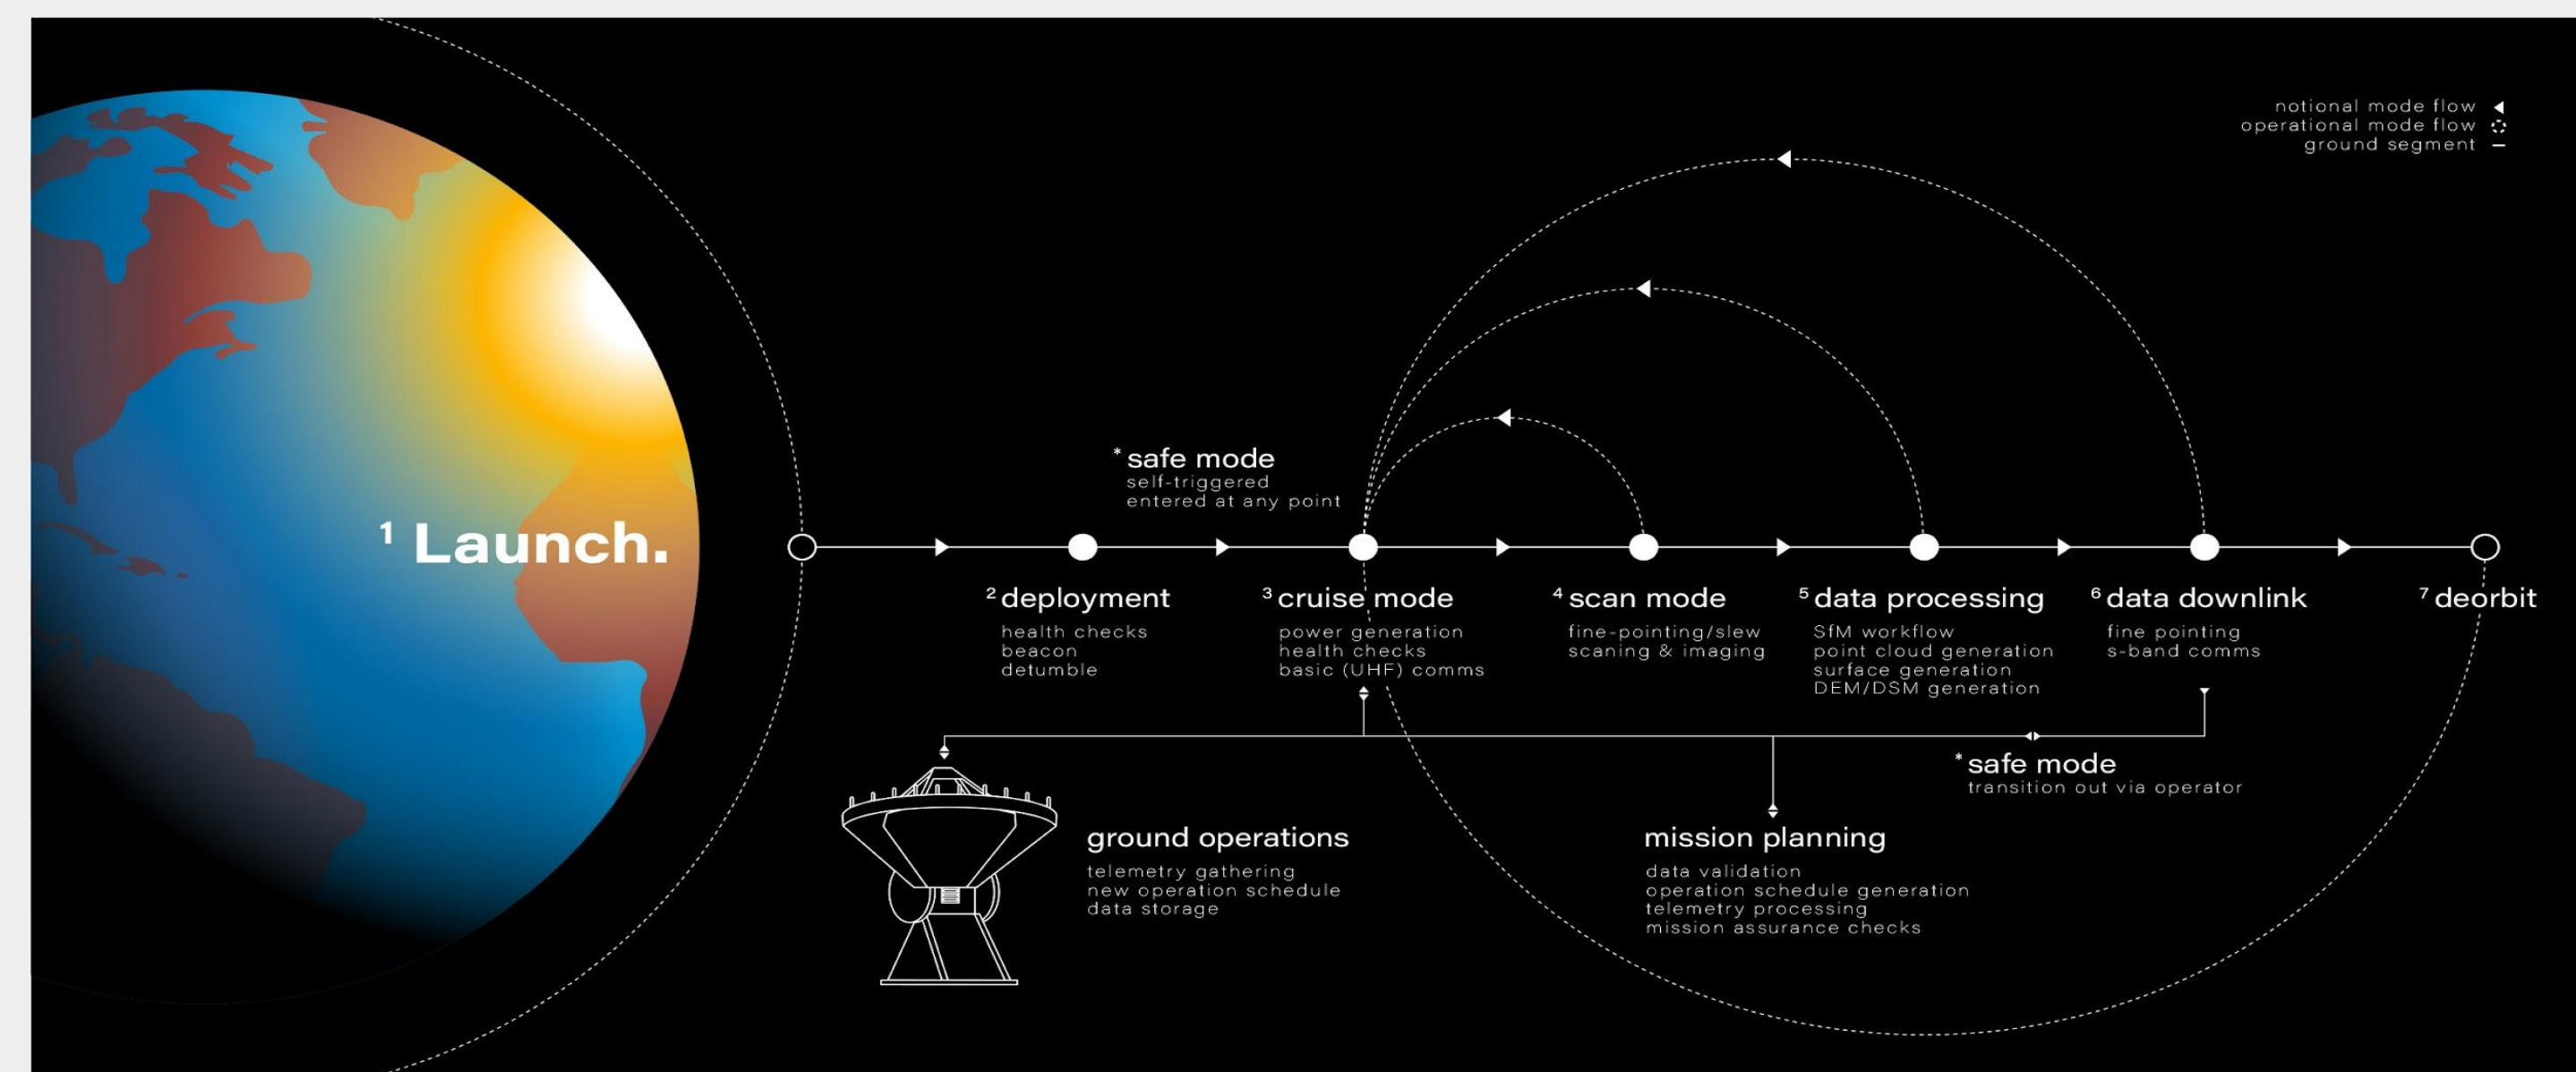 notional mode flow
operational mode flow
ground segment
* safe mode
self-triggered
entered at any point
1 Launch.
2 deployment
health checks
beacon
detumble
3 cruise mode
power generation
health checks
basic (UHF) comms
4 scan mode
fine-pointing/slew
scaning & imaging
5 data processing
SfM workflow
point cloud generation
surface generation
DEM/DSM generation
6 data downlink
fine pointing
s-band comms
7 deorbit
* safe mode
transition out via operator
ground operations
telemetry gathering
new operation schedule
data storage
mission planning
data validation
operation schedule generation
telemetry processing
mission assurance checks